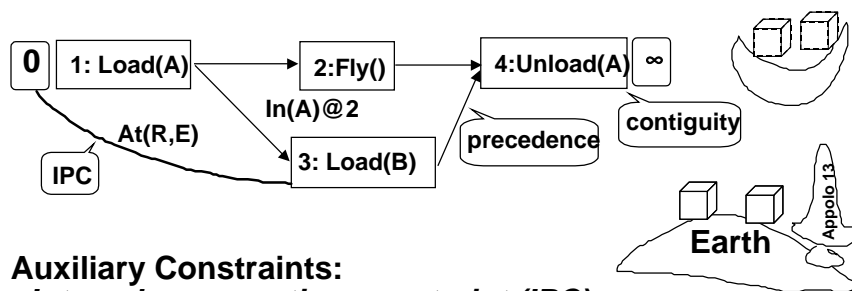 0
1: Load(A)
2:Fly()
4:Unload(A)
∞
In(A)@2
At(R,E)
IPC
3: Load(B)
precedence
contiguity
Appolo 13
Earth
Auxiliary Constraints:
(IPC)